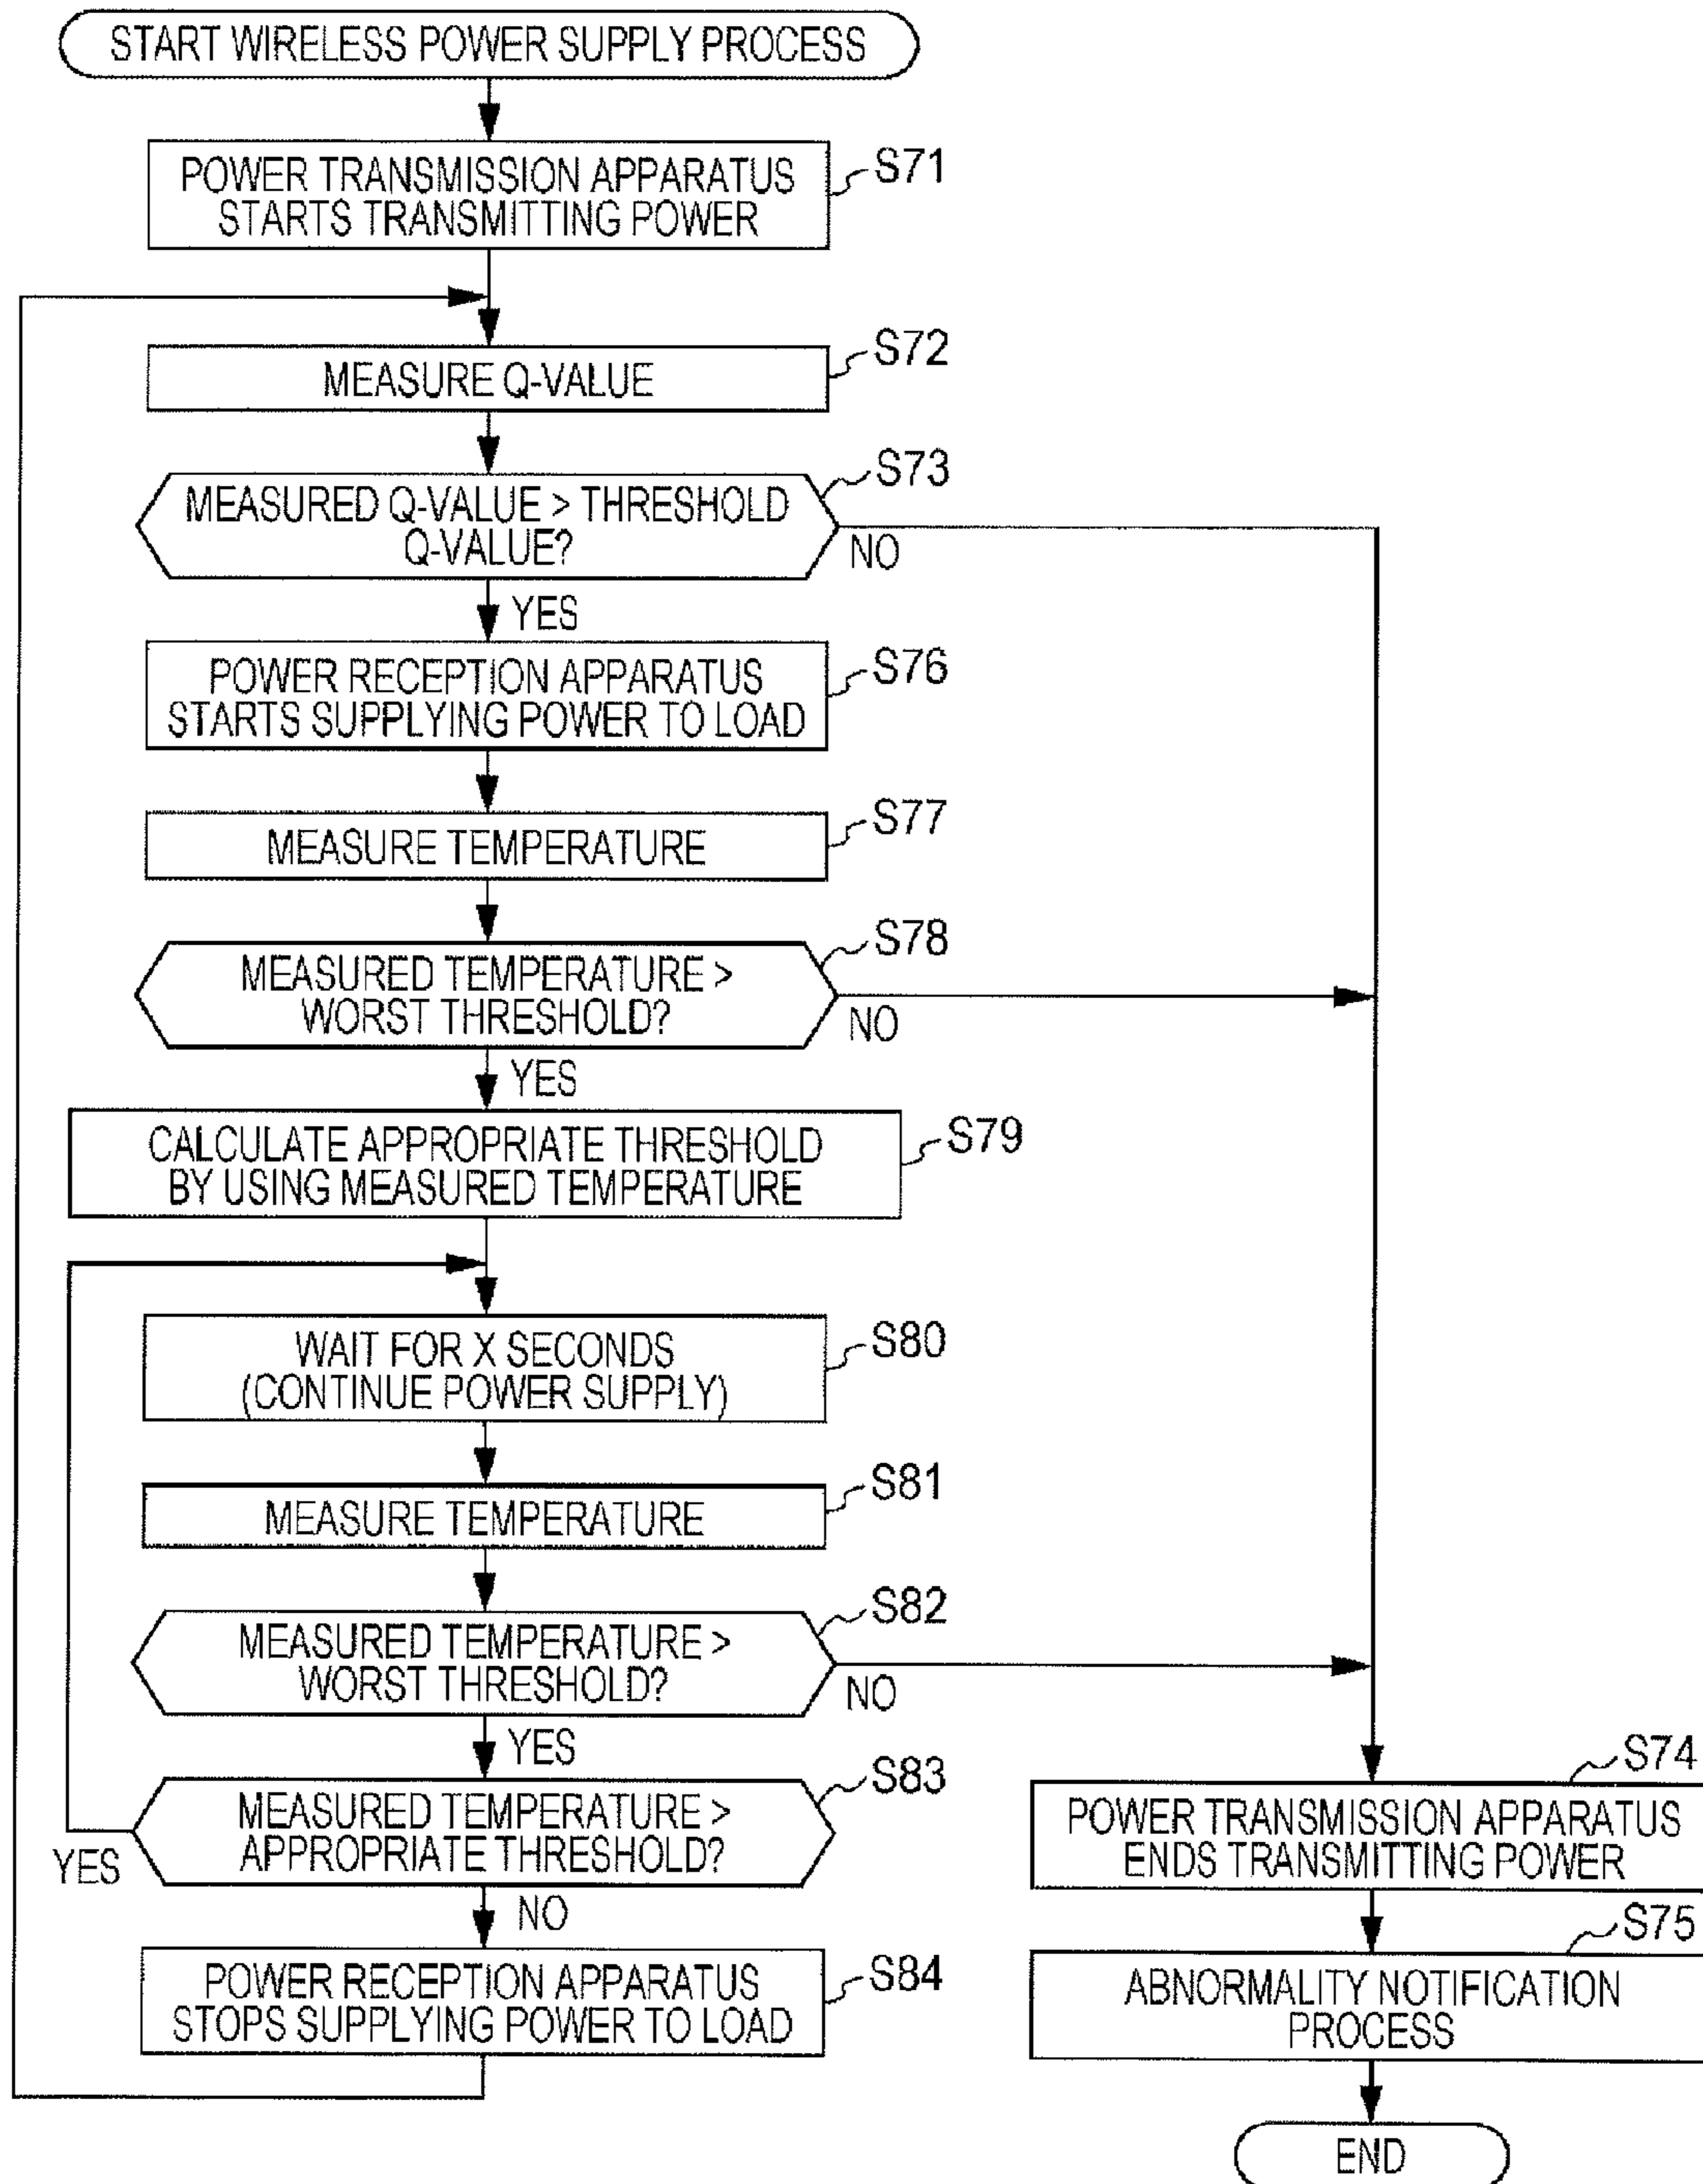 START WIRELESS POWER SUPPLY PROCESS
POWER TRANSMISSION APPARATUS
STARTS TRANSMITTING POWER
S71
MEASURE Q-VALUE
S72
MEASURED Q-VALUE > THRESHOLD
Q-VALUE?
S73
NO
YES
POWER RECEPTION APPARATUS
STARTS SUPPLYING POWER TO LOAD
S76
MEASURE TEMPERATURE
S77
MEASURED TEMPERATURE >
WORST THRESHOLD?
S78
NO
YES
CALCULATE APPROPRIATE THRESHOLD
BY USING MEASURED TEMPERATURE
S79
WAIT FOR X SECONDS
(CONTINUE POWER SUPPLY)
S80
MEASURE TEMPERATURE
S81
MEASURED TEMPERATURE >
WORST THRESHOLD?
S82
NO
YES
MEASURED TEMPERATURE >
APPROPRIATE THRESHOLD?
S83
YES
NO
POWER RECEPTION APPARATUS
STOPS SUPPLYING POWER TO LOAD
S84
S74
POWER TRANSMISSION APPARATUS
ENDS TRANSMITTING POWER
S75
ABNORMALITY NOTIFICATION
PROCESS
END